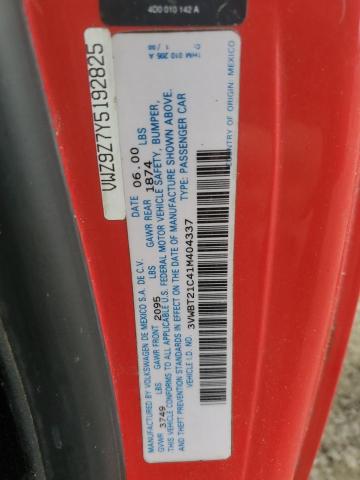 4D0 010 142 A
VWZ9Z7Y5192825
MANUFACTURED BY VOLKSWAGEN DE MEXICO S.A. DE C.V. DATE 06.00
GVWR 3749 LBS GAWR FRONT 2095 LBS GAWR REAR 1874 LBS
THIS VEHICLE CONFORMS TO ALL APPLICABLE U.S. FEDERAL MOTOR VEHICLE SAFETY, BUMPER,
AND THEFT PREVENTION STANDARDS IN EFFECT ON THE DATE OF MANUFACTURE SHOWN ABOVE.
VEHICLE I.D. NO. 3VWBT21C41M404337 TYPE: PASSENGER CAR
COUNTRY OF ORIGIN: MEXICO